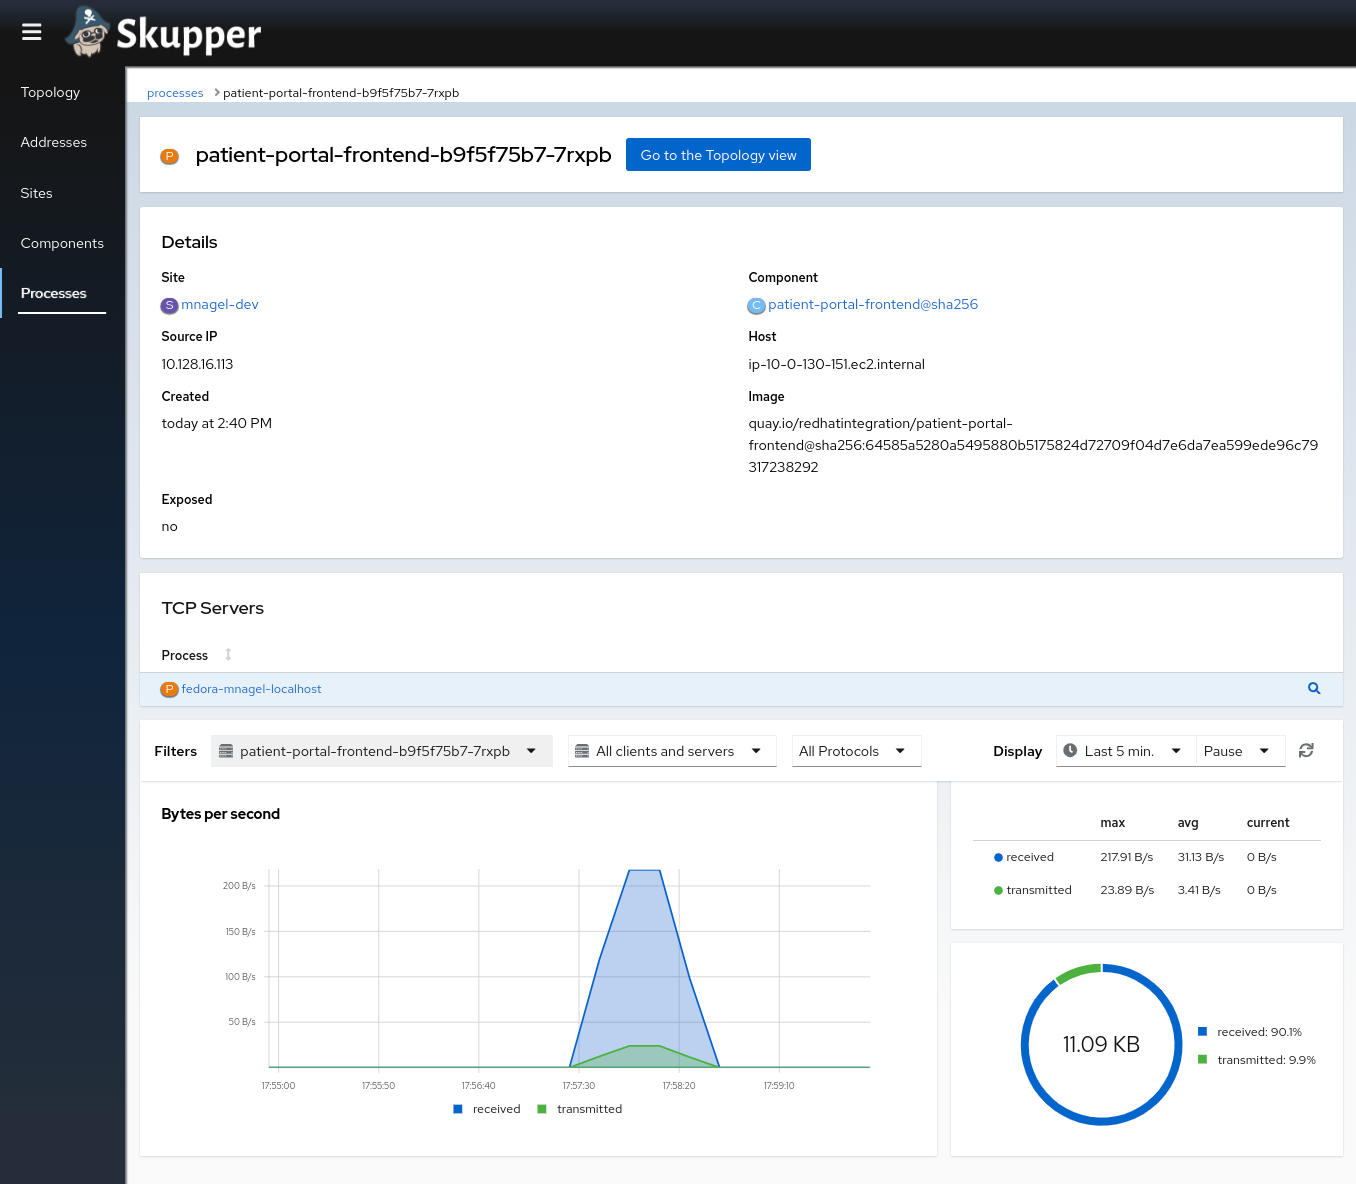 Skupper
Topology
Addresses
Sites
Components
Processes
processes > patient-portal-frontend-b9f5f75b7-7rxpb
P patient-portal-frontend-b9f5f75b7-7rxpb Go to the Topology view
Details
Site
S mnagel-dev
Component
C patient-portal-frontend@sha256
Source IP
10.128.16.113
Host
ip-10-0-130-151.ec2.internal
Created
today at 2:40 PM
Image
quay.io/redhatintegration/patient-portal-
frontend@sha256:64585a5280a5495880b5175824d72709f04d7e6da7ea599ede96c79
317238292
Exposed
no
TCP Servers
Process
P fedora-mnagel-localhost
Filters patient-portal-frontend-b9f5f75b7-7rxpb All clients and servers All Protocols Display Last 5 min. Pause
Bytes per second
200 B/s
150 B/s
100 B/s
50 B/s
17:55:00 17:55:50 17:56:40 17:57:30 17:58:20 17:59:10
received transmitted
max avg current
received 217.91 B/s 31.13 B/s 0 B/s
transmitted 23.89 B/s 3.41 B/s 0 B/s
11.09 KB
received: 90.1%
transmitted: 9.9%